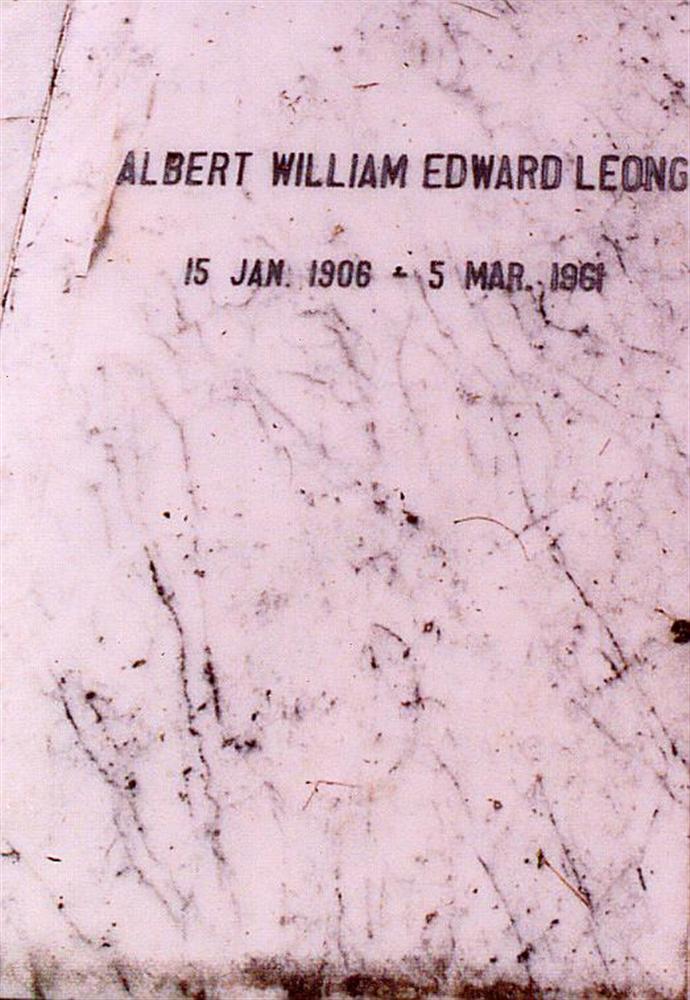 ALBERT WILLIAM EDWARD LEONG
15 JAN. 1906 - 5 MAR. 1961